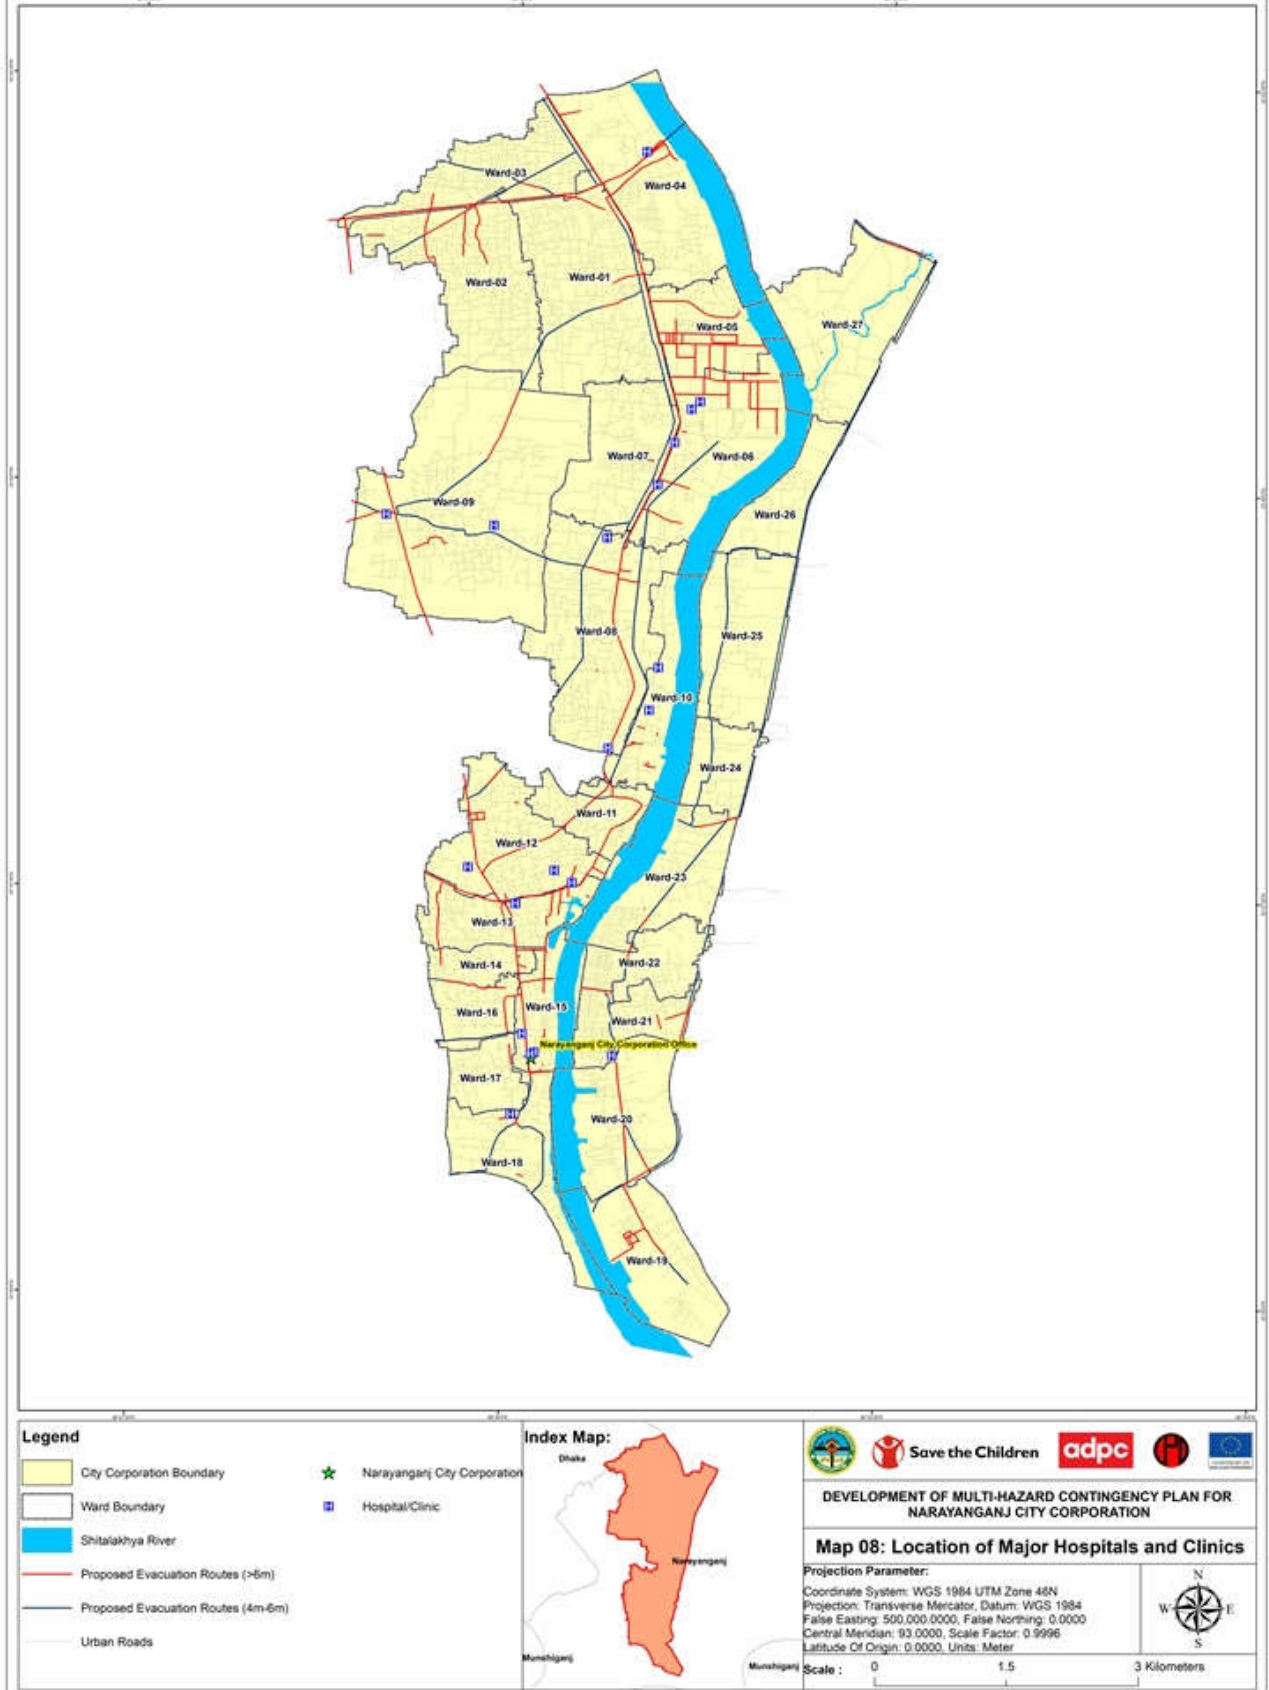 Ward-03
Ward-04
Ward-02
Ward-01
Ward-05
Ward-27
Ward-07
Ward-06
Ward-09
Ward-26
Ward-08
Ward-25
Ward-10
Ward-24
Ward-11
Ward-12
Ward-23
Ward-13
Ward-14
Ward-22
Ward-16
Ward-15
Ward-21
Narayanganj City Corporation Office
Ward-17
Ward-20
Ward-18
Ward-19
Legend
City Corporation Boundary
Ward Boundary
Shitalakhya River
Proposed Evacuation Routes (>6m)
Proposed Evacuation Routes (4m-6m)
Urban Roads
Narayanganj City Corporation
H Hospital/Clinic
Index Map:
Dhaka
Narayanganj
Munshiganj
Munshiganj
Save the Children
adpc
DEVELOPMENT OF MULTI-HAZARD CONTINGENCY PLAN FOR
NARAYANGANJ CITY CORPORATION
Map 08: Location of Major Hospitals and Clinics
Projection Parameter:
Coordinate System: WGS 1984 UTM Zone 46N
Projection: Transverse Mercator, Datum: WGS 1984
False Easting: 500,000.0000, False Northing: 0.0000
Central Meridian: 93.0000, Scale Factor: 0.9996
Latitude Of Origin: 0.0000, Units: Meter
N
W E
S
Scale : 0 1.5 3 Kilometers